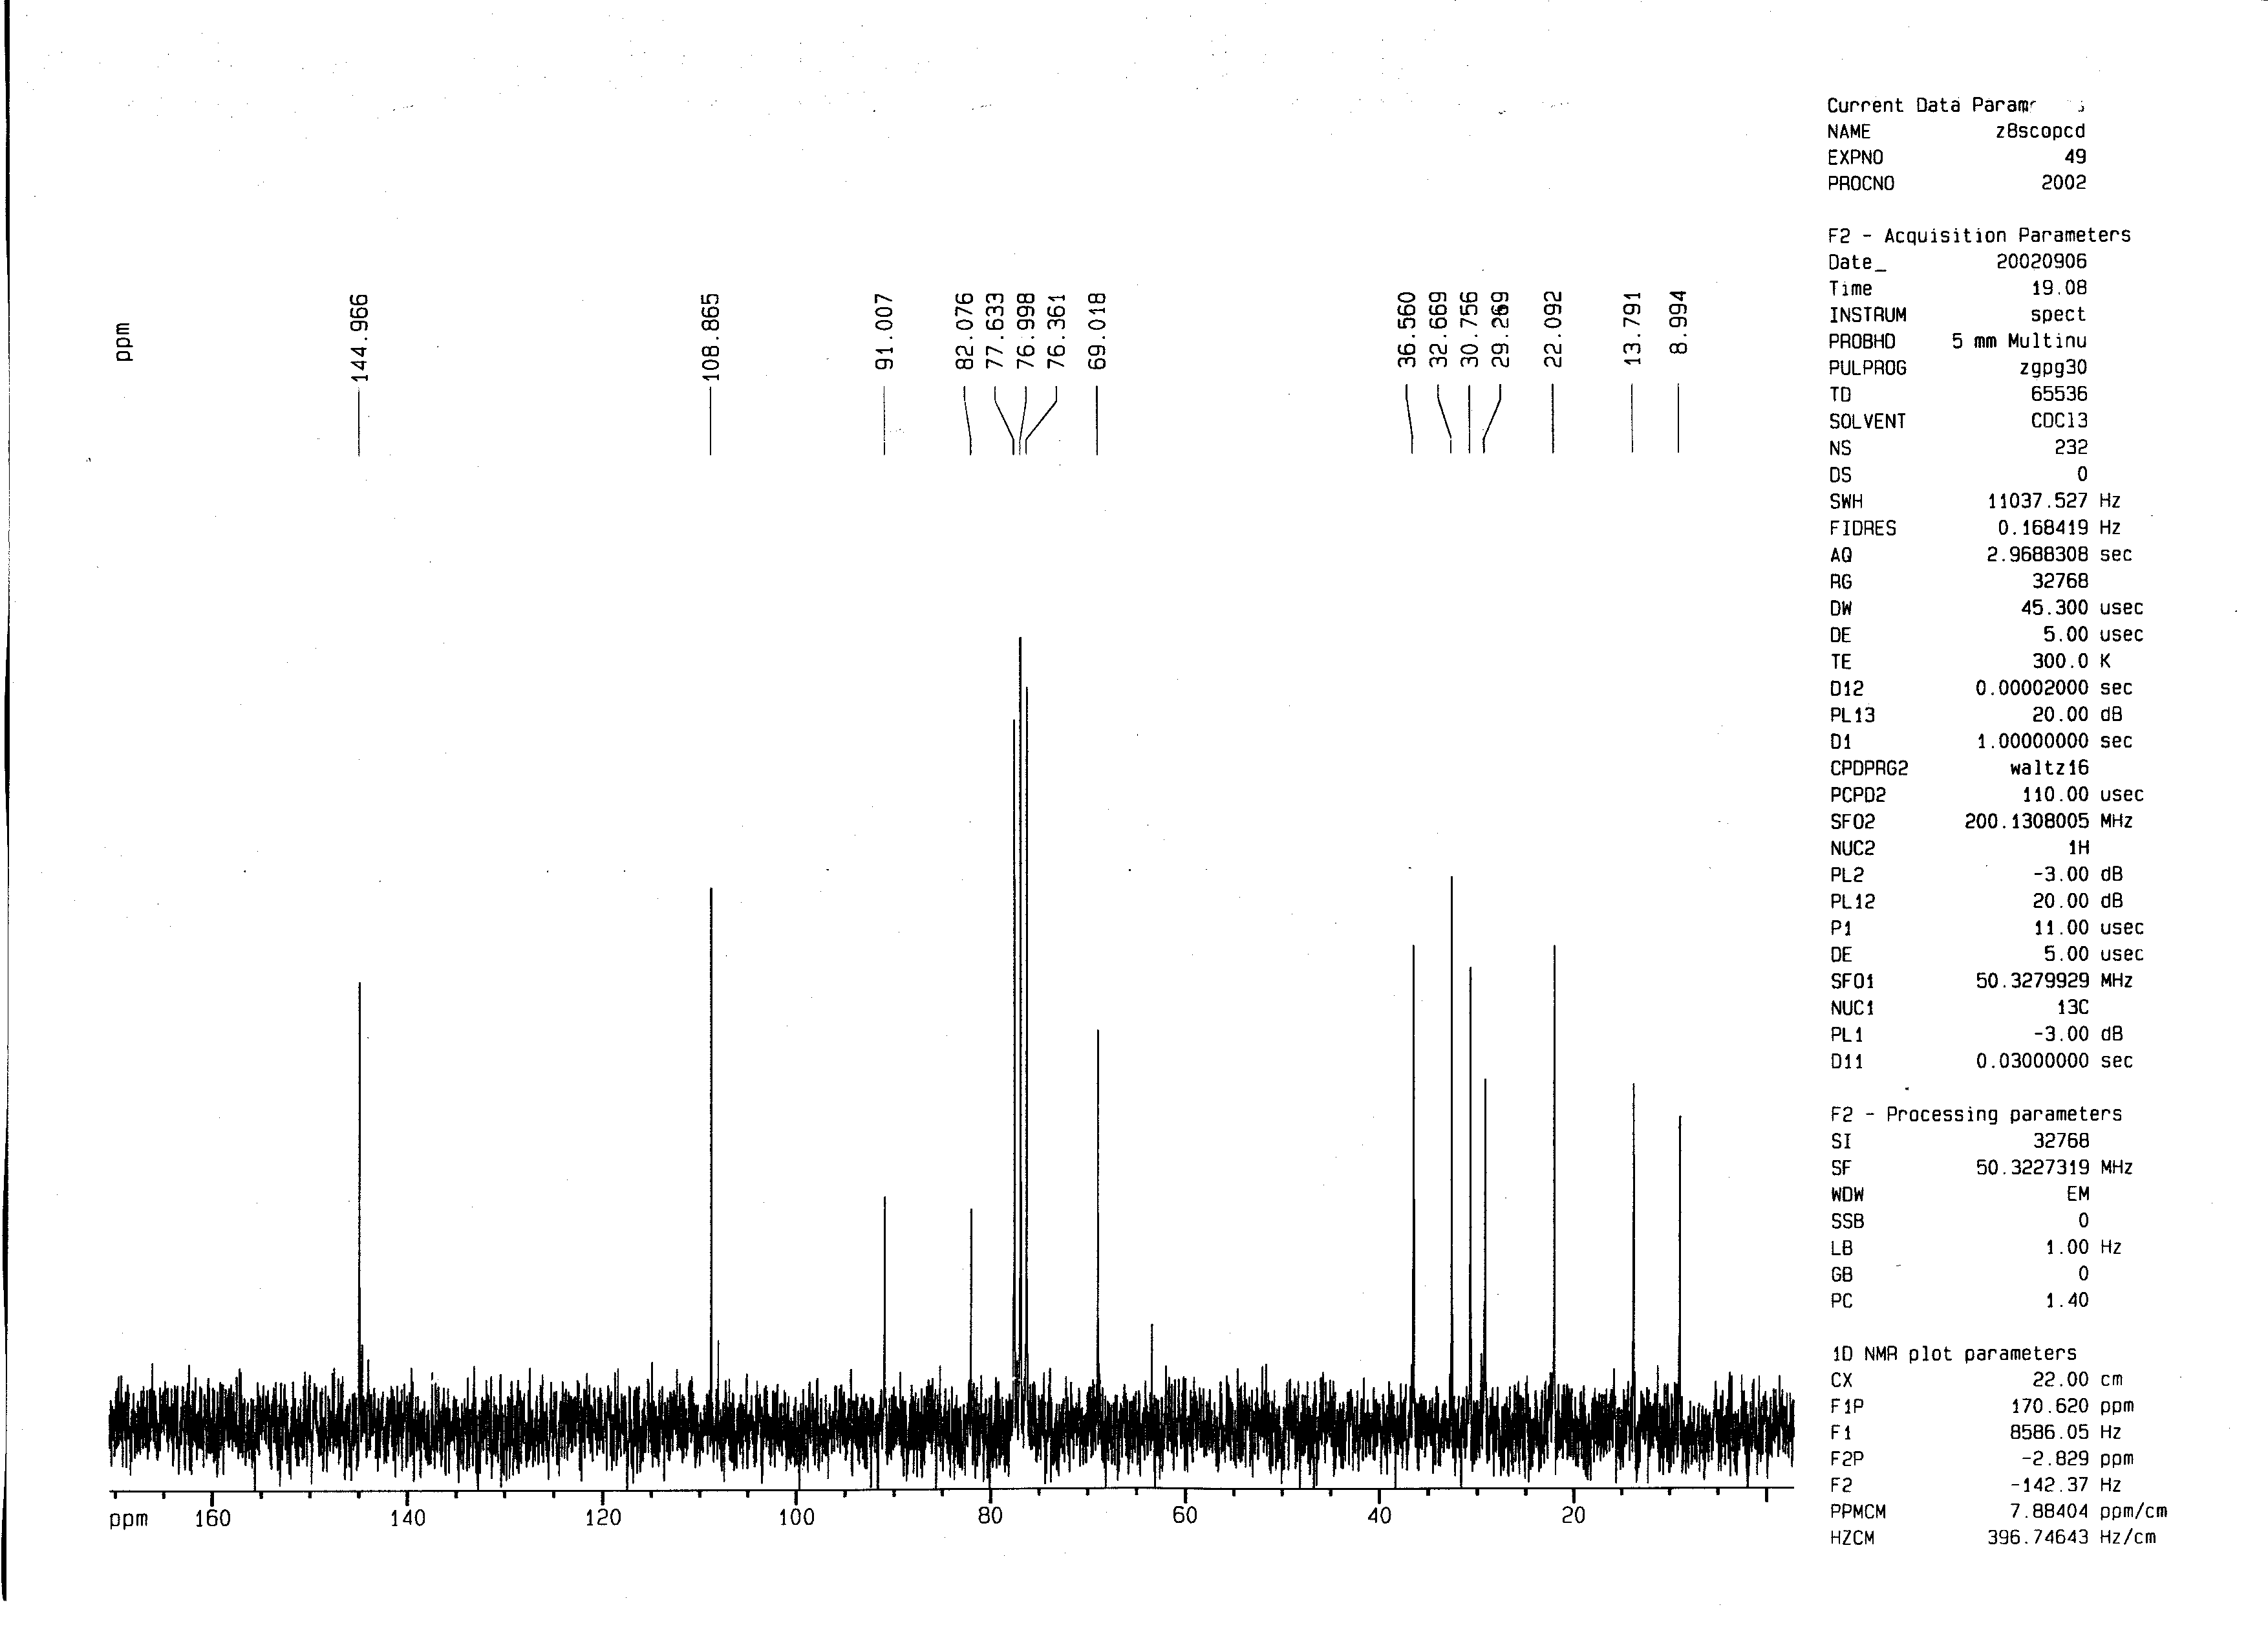 ppm
144.966
108.865
91.007
82.076
77.633
76.998
76.361
69.018
36.560
32.669
30.756
29.269
22.092
13.791
8.994
ppm 160 140 120 100 80 60 40 20
Current Data
NAME z8scopcd
EXPNO 49
PROCNO 2002
F2 - Acquisition Parameters
Date_ 20020906
Time 19.08
INSTRUM spect
PROBHD 5 mm Multinu
PULPROG zgpg30
TD 65536
SOLVENT CDCl3
NS 232
DS 0
SWH 11037.527 Hz
FIDRES 0.168419 Hz
AQ 2.9688308 sec
RG 32768
DW 45.300 usec
DE 5.00 usec
TE 300.0 K
D12 0.00002000 sec
PL13 20.00 dB
D1 1.00000000 sec
CPDPRG2 waltz16
PCPD2 110.00 usec
SFO2 200.1308005 MHz
NUC2 1H
PL2 -3.00 dB
PL12 20.00 dB
P1 11.00 usec
DE 5.00 usec
SFO1 50.3279929 MHz
NUC1 13C
PL1 -3.00 dB
D11 0.03000000 sec
F2 - Processing parameters
SI 32768
SF 50.3227319 MHz
WDW EM
SSB 0
LB 1.00 Hz
GB 0
PC 1.40
1D NMR plot parameters
CX 22.00 cm
F1P 170.620 ppm
F1 8586.05 Hz
F2P -2.829 ppm
F2 -142.37 Hz
PPMCM 7.88404 ppm/cm
HZCM 396.74643 Hz/cm